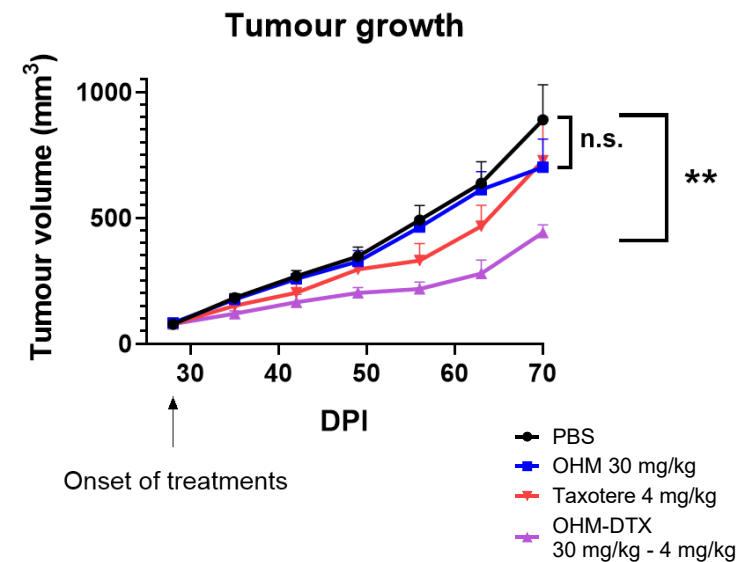 Tumour growth
Tumour volume (mm³)
1000
500
0
n.s.
**
30 40 50 60 70
DPI
Onset of treatments
PBS
OHM 30 mg/kg
Taxotere 4 mg/kg
OHM-DTX
30 mg/kg - 4 mg/kg